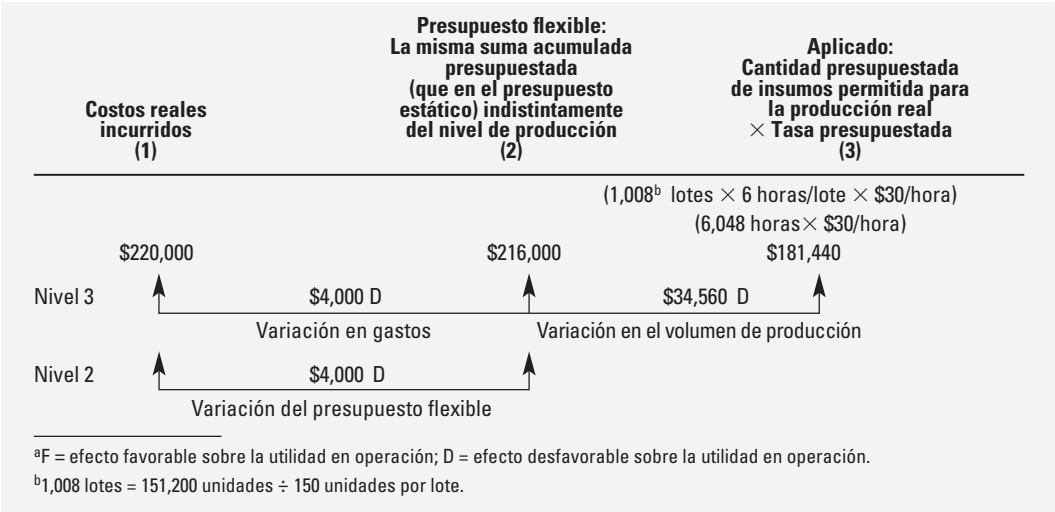 Costos reales
incurridos
(1)
Presupuesto flexible:
La misma suma acumulada
presupuestada
(que en el presupuesto
estático) indistintamente
del nivel de producción
(2)
Aplicado:
Cantidad presupuestada
de insumos permitida para
la producción real
× Tasa presupuestada
(3)
(1,008ᵇ lotes × 6 horas/lote × $30/hora)
(6,048 horas× $30/hora)
$220,000 $216,000 $181,440
Nivel 3 $4,000 D $34,560 D
Variación en gastos Variación en el volumen de producción
Nivel 2 $4,000 D
Variación del presupuesto flexible
ᵃF = efecto favorable sobre la utilidad en operación; D = efecto desfavorable sobre la utilidad en operación.
ᵇ1,008 lotes = 151,200 unidades ÷ 150 unidades por lote.